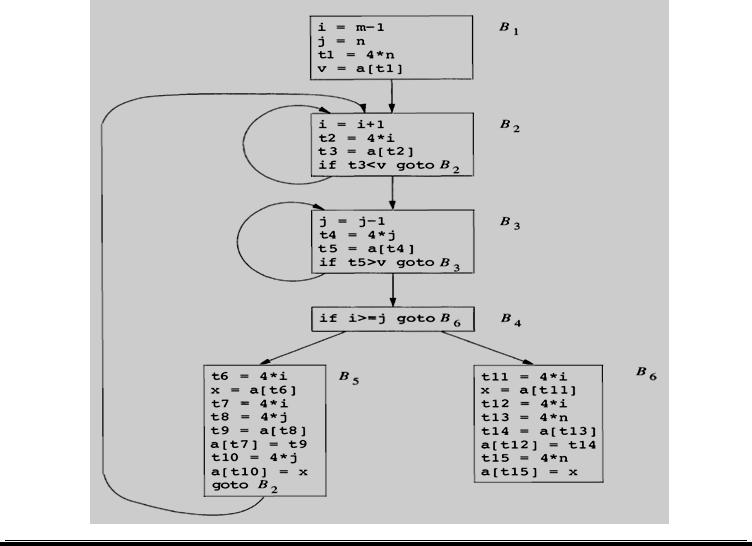 i = m-1
j = n
t1 = 4*n
v = a[t1]
B1
i = i+1
t2 = 4*i
t3 = a[t2]
if t3<v goto B2
B2
j = j-1
t4 = 4*j
t5 = a[t4]
if t5>v goto B3
B3
if i>=j goto B6
B4
t6 = 4*i
x = a[t6]
t7 = 4*i
t8 = 4*j
t9 = a[t8]
a[t7] = t9
t10 = 4*j
a[t10] = x
goto B2
B5
t11 = 4*i
x = a[t11]
t12 = 4*i
t13 = 4*n
t14 = a[t13]
a[t12] = t14
t15 = 4*n
a[t15] = x
B6